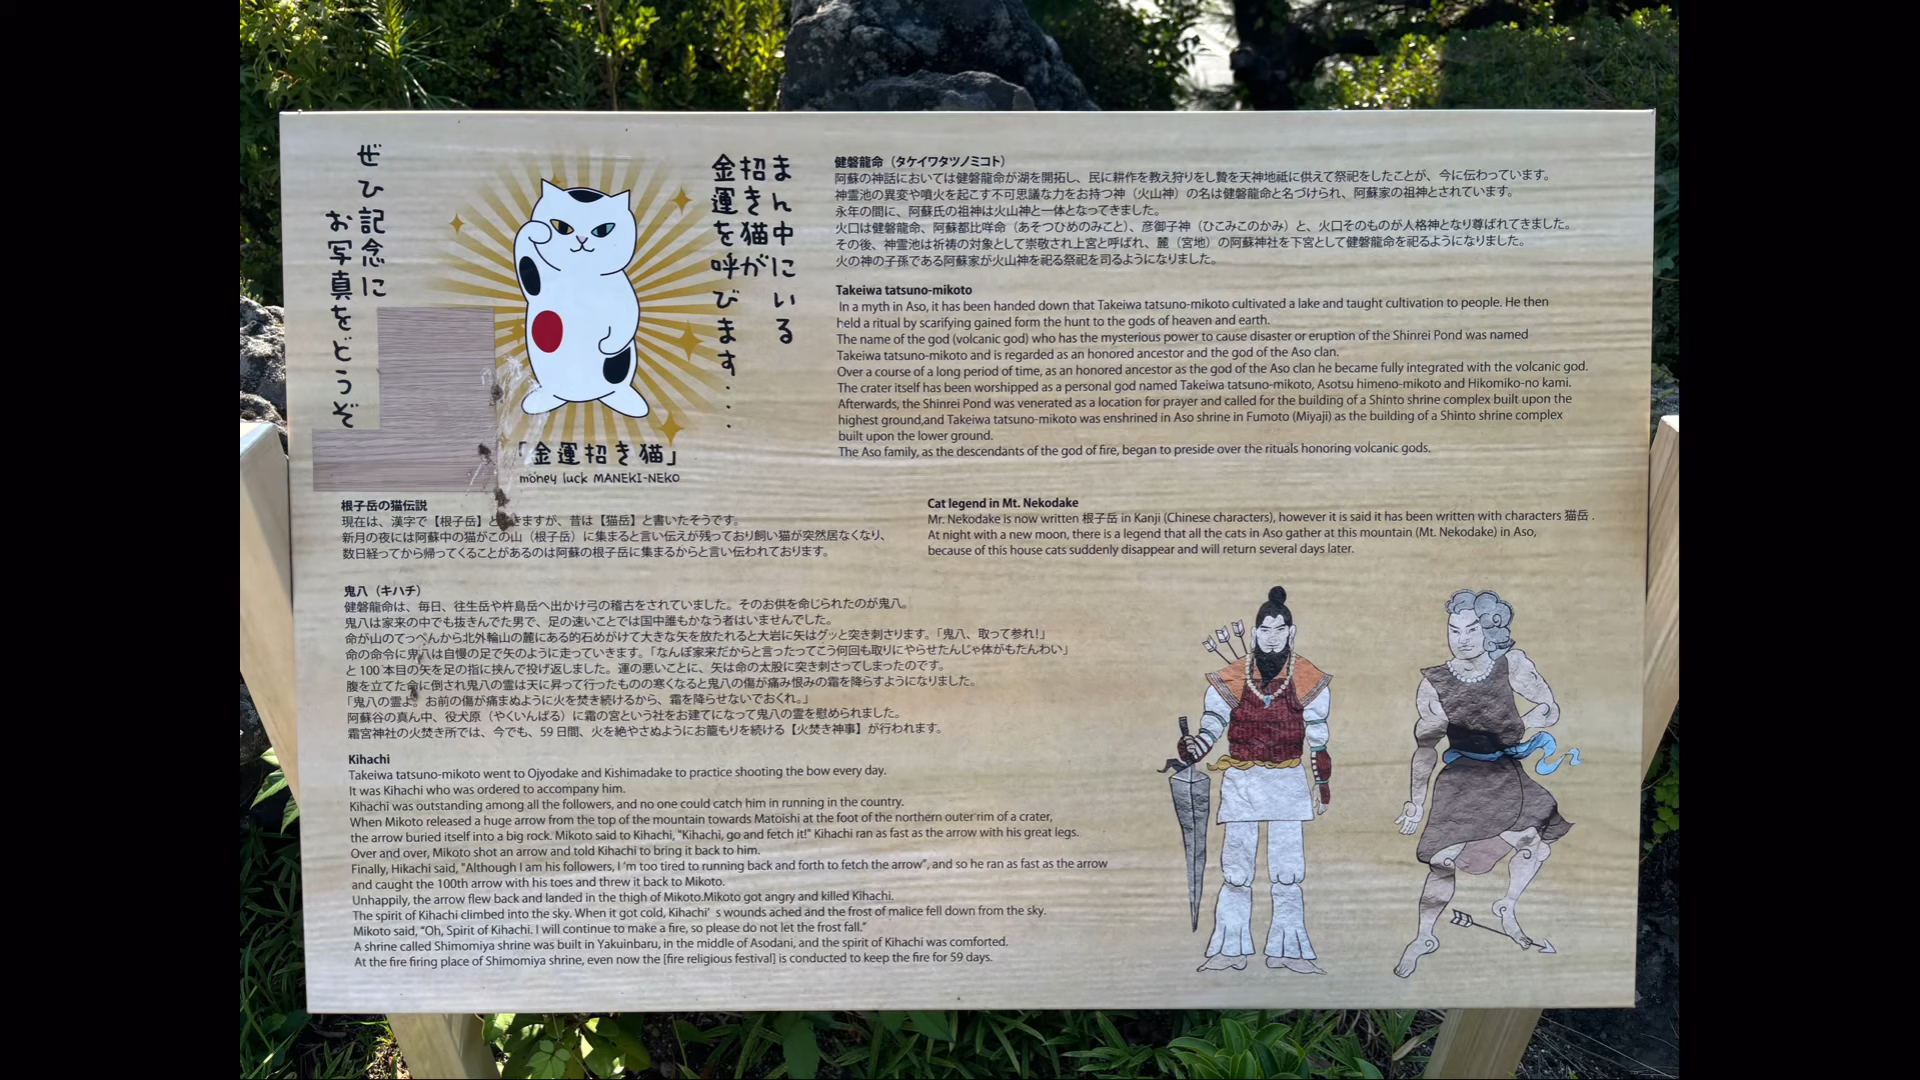 ぜひ記念に
お写真をどうぞ
まん中にいる
招き猫が
金運を呼びます・・・
「金運招き猫」
money luck MANEKI-NEKO
健磐龍命（タケイワタツノミコト）
阿蘇の神話においては健磐龍命が湖を開拓し、民に耕作を教え狩りをし贄を天神地祇に供えて祭祀をしたことが、今に伝わっています。
神霊池の異変や噴火を起こす不可思議な力をお持つ神（火山神）の名は健磐龍命と名づけられ、阿蘇家の祖神とされています。
永年の間に、阿蘇氏の祖神は火山神と一体となってきました。
火口は健磐龍命、阿蘇都比咩命（あそつひめのみこと）、彦御子神（ひこみこのかみ）と、火口そのものが人格神となり尊ばれてきました。
その後、神霊池は祈祷の対象として崇敬され上宮と呼ばれ、麓（宮地）の阿蘇神社を下宮として健磐龍命を祀るようになりました。
火の神の子孫である阿蘇家が火山神を祀る祭祀を司るようになりました。
Takeiwa tatsuno-mikoto
In a myth in Aso, it has been handed down that Takeiwa tatsuno-mikoto cultivated a lake and taught cultivation to people. He then
held a ritual by scarifying gained form the hunt to the gods of heaven and earth.
The name of the god (volcanic god) who has the mysterious power to cause disaster or eruption of the Shinrei Pond was named
Takeiwa tatsuno-mikoto and is regarded as an honored ancestor and the god of the Aso clan.
Over a course of a long period of time, as an honored ancestor as the god of the Aso clan he became fully integrated with the volcanic god.
The crater itself has been worshipped as a personal god named Takeiwa tatsuno-mikoto, Asotsu himeno-mikoto and Hikomiko-no kami.
Afterwards, the Shinrei Pond was venerated as a location for prayer and called for the building of a Shinto shrine complex built upon the
highest ground,and Takeiwa tatsuno-mikoto was enshrined in Aso shrine in Fumoto (Miyaji) as the building of a Shinto shrine complex
built upon the lower ground.
The Aso family, as the descendants of the god of fire, began to preside over the rituals honoring volcanic gods.
根子岳の猫伝説
現在は、漢字で【根子岳】と きますが、昔は【猫岳】と書いたそうです。
新月の夜には阿蘇中の猫がこの山（根子岳）に集まると言い伝えが残っており飼い猫が突然居なくなり、
数日経ってから帰ってくることがあるのは阿蘇の根子岳に集まるからと言い伝われております。
Cat legend in Mt. Nekodake
Mr. Nekodake is now written 根子岳 in Kanji (Chinese characters), however it is said it has been written with characters 猫岳 .
At night with a new moon, there is a legend that all the cats in Aso gather at this mountain (Mt. Nekodake) in Aso,
because of this house cats suddenly disappear and will return several days later.
鬼八（キハチ）
健磐龍命は、毎日、往生岳や杵島岳へ出かけ弓の稽古をされていました。そのお供を命じられたのが鬼八。
鬼八は家来の中でも抜きんでた男で、足の速いことでは国中誰もかなう者はいませんでした。
命が山のてっぺんから北外輪山の麓にある的石めがけて大きな矢を放たれると大岩に矢はグッと突き刺さります。「鬼八、取って参れ！」
命の命令に鬼八は自慢の足で矢のように走っていきます。「なんぼ家来だからと言ったってこう何回も取りにやらせたんじゃ体がもたんわい」
と 100 本目の矢を足の指に挟んで投げ返しました。運の悪いことに、矢は命の太股に突き刺さってしまったのです。
腹を立てた命に倒され鬼八の霊は天に昇って行ったものの寒くなると鬼八の傷が痛み恨みの霜を降らすようになりました。
「鬼八の霊よ。お前の傷が痛まぬように火を焚き続けるから、霜を降らせないでおくれ。」
阿蘇谷の真ん中、役犬原（やくいんばる）に霜の宮という社をお建てになって鬼八の霊を慰められました。
霜宮神社の火焚き所では、今でも、59 日間、火を絶やさぬようにお籠もりを続ける【火焚き神事】が行われます。
Kihachi
Takeiwa tatsuno-mikoto went to Ojyodake and Kishimadake to practice shooting the bow every day.
It was Kihachi who was ordered to accompany him.
Kihachi was outstanding among all the followers, and no one could catch him in running in the country.
When Mikoto released a huge arrow from the top of the mountain towards Matoishi at the foot of the northern outer rim of a crater,
the arrow buried itself into a big rock. Mikoto said to Kihachi, "Kihachi, go and fetch it!" Kihachi ran as fast as the arrow with his great legs.
Over and over, Mikoto shot an arrow and told Kihachi to bring it back to him.
Finally, Hikachi said, "Although I am his followers, I 'm too tired to running back and forth to fetch the arrow", and so he ran as fast as the arrow
and caught the 100th arrow with his toes and threw it back to Mikoto.
Unhappily, the arrow flew back and landed in the thigh of Mikoto.Mikoto got angry and killed Kihachi.
The spirit of Kihachi climbed into the sky. When it got cold, Kihachi' s wounds ached and the frost of malice fell down from the sky.
Mikoto said, "Oh, Spirit of Kihachi. I will continue to make a fire, so please do not let the frost fall."
A shrine called Shimomiya shrine was built in Yakuinbaru, in the middle of Asodani, and the spirit of Kihachi was comforted.
At the fire firing place of Shimomiya shrine, even now the [fire religious festival] is conducted to keep the fire for 59 days.